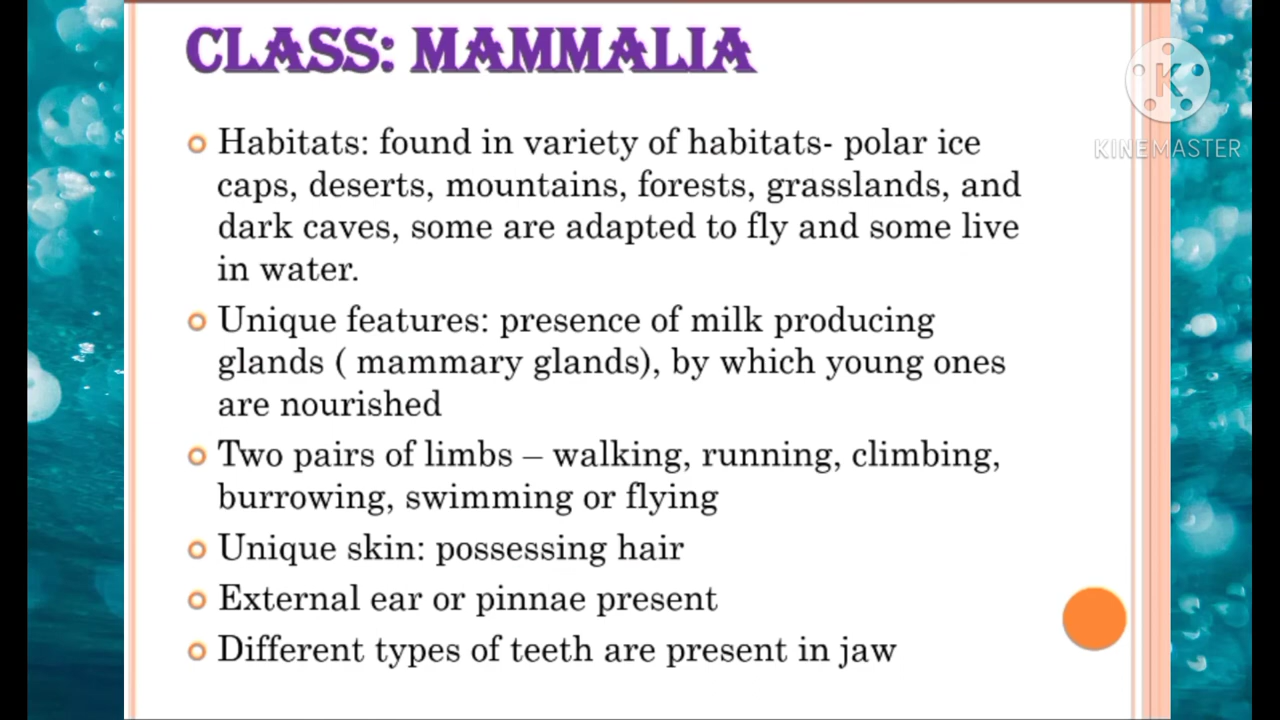 CLASS: MAMMALIA
Habitats: found in variety of habitats- polar ice
caps, deserts, mountains, forests, grasslands, and
dark caves, some are adapted to fly and some live
in water.
Unique features: presence of milk producing
glands ( mammary glands), by which young ones
are nourished
Two pairs of limbs – walking, running, climbing,
burrowing, swimming or flying
Unique skin: possessing hair
External ear or pinnae present
Different types of teeth are present in jaw
K
KINEMASTER